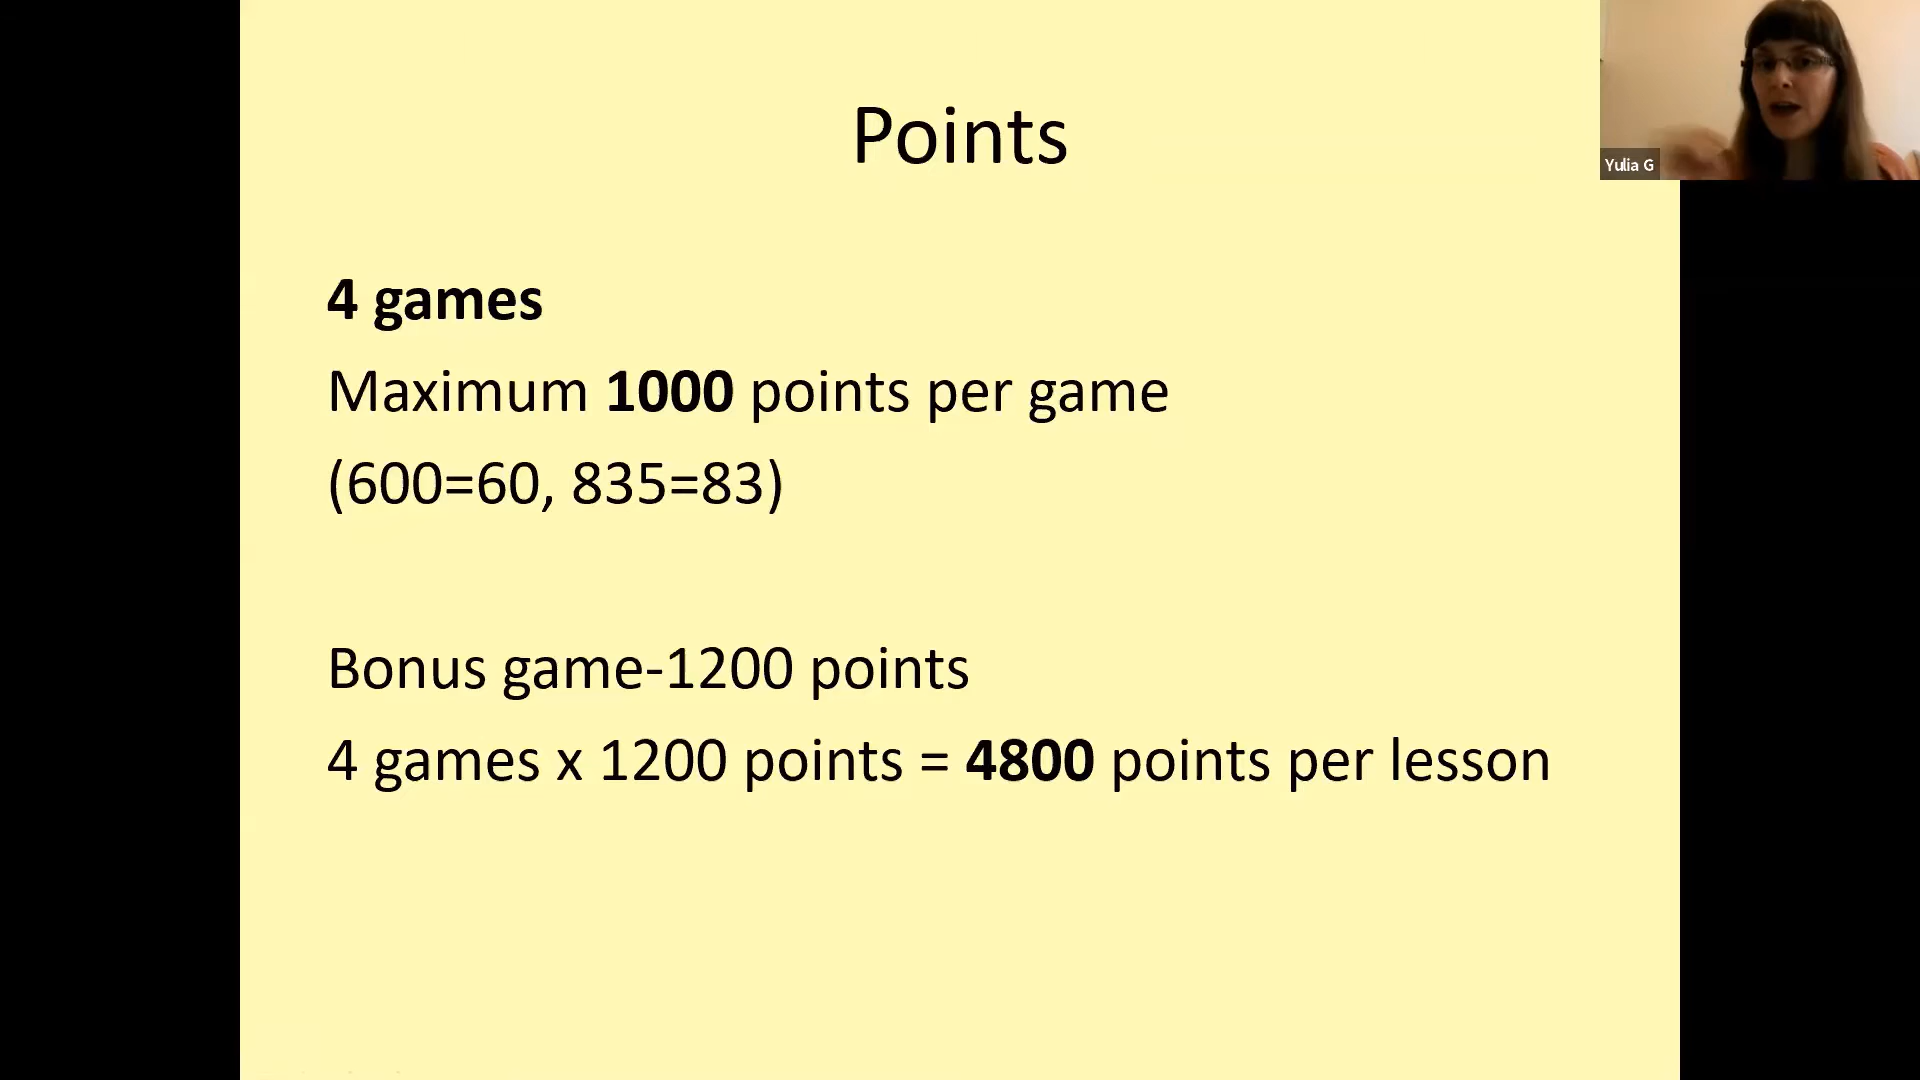 Points
Yulia G
4 games
Maximum 1000 points per game
(600=60, 835=83)
Bonus game-1200 points
4 games x 1200 points = 4800 points per lesson